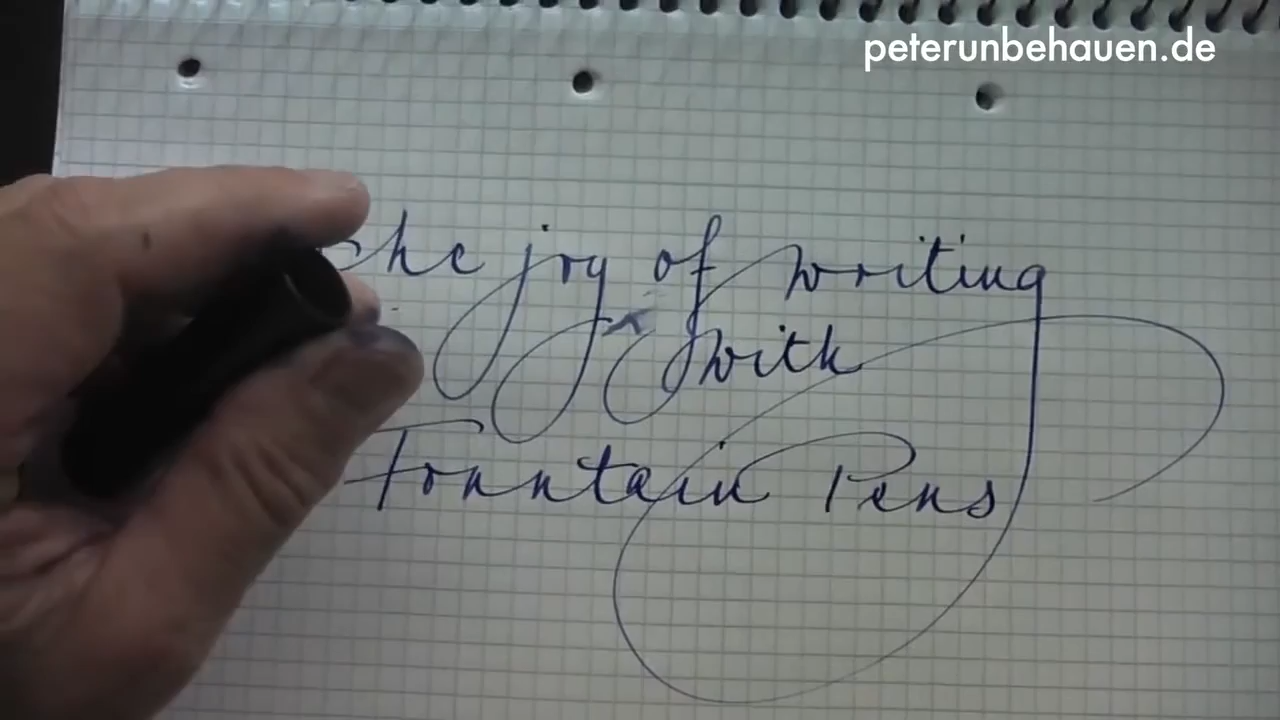 peterunbehauen.de
the joy of writing
with
Fountain Pens